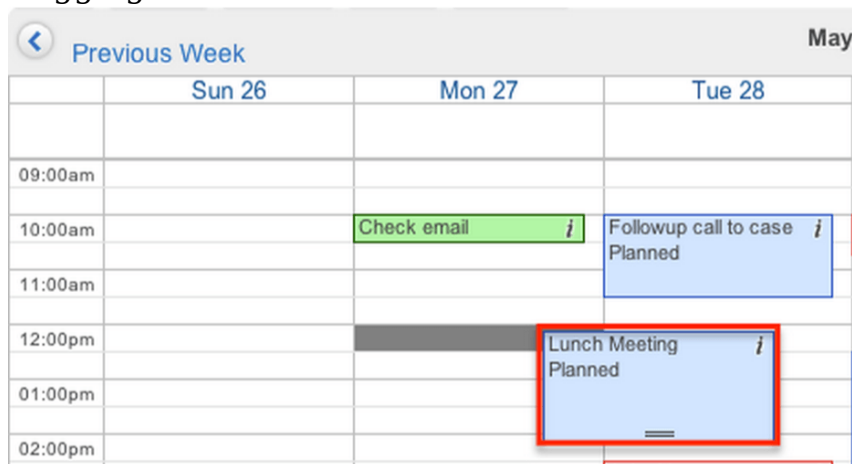 Previous Week
May
Sun 26
Mon 27
Tue 28
09:00am
10:00am
Check email i
Followup call to case i
Planned
11:00am
12:00pm
Lunch Meeting i
Planned
01:00pm
02:00pm